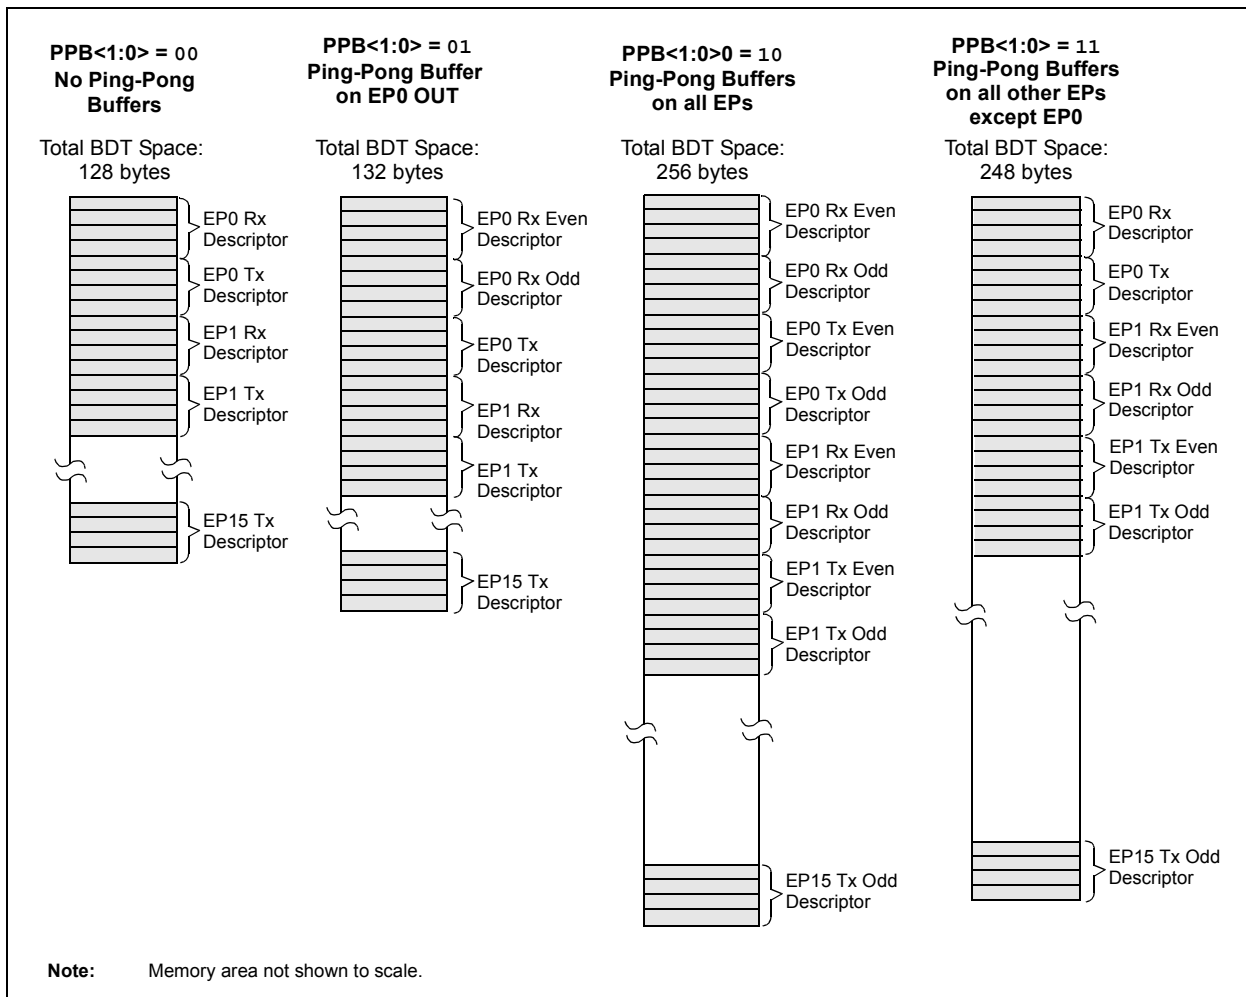 PPB<1:0> = 00
No Ping-Pong
Buffers
Total BDT Space:
128 bytes
EP0 Rx
Descriptor
EP0 Tx
Descriptor
EP1 Rx
Descriptor
EP1 Tx
Descriptor
EP15 Tx
Descriptor
PPB<1:0> = 01
Ping-Pong Buffer
on EP0 OUT
Total BDT Space:
132 bytes
EP0 Rx Even
Descriptor
EP0 Rx Odd
Descriptor
EP0 Tx
Descriptor
EP1 Rx
Descriptor
EP1 Tx
Descriptor
EP15 Tx
Descriptor
PPB<1:0>0 = 10
Ping-Pong Buffers
on all EPs
Total BDT Space:
256 bytes
EP0 Rx Even
Descriptor
EP0 Rx Odd
Descriptor
EP0 Tx Even
Descriptor
EP0 Tx Odd
Descriptor
EP1 Rx Even
Descriptor
EP1 Rx Odd
Descriptor
EP1 Tx Even
Descriptor
EP1 Tx Odd
Descriptor
EP15 Tx Odd
Descriptor
PPB<1:0> = 11
Ping-Pong Buffers
on all other EPs
except EP0
Total BDT Space:
248 bytes
EP0 Rx
Descriptor
EP0 Tx
Descriptor
EP1 Rx Even
Descriptor
EP1 Rx Odd
Descriptor
EP1 Tx Even
Descriptor
EP1 Tx Odd
Descriptor
EP15 Tx Odd
Descriptor
Note: Memory area not shown to scale.